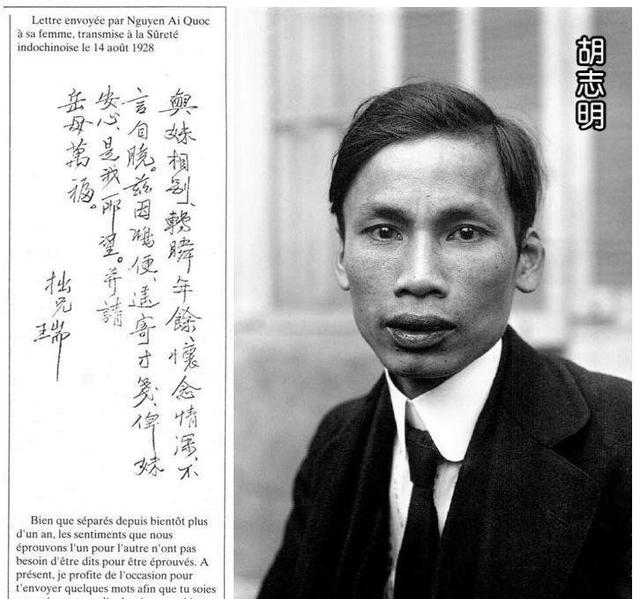 Lettre envoyée par Nguyen Ai Quoc
à sa femme, transmise à la Sûreté
indochinoise le 14 août 1928
與妹相別、轉瞬年餘懷念情深、不
言自曉。茲因鴻便、遙寄寸箋、俾妹
安心、是我所望。并請
岳母萬福。
拙兄
瑞
Bien que séparés depuis bientôt plus
d'un an, les sentiments que nous
éprouvons l'un pour l'autre n'ont pas
besoin d'être dits pour être éprouvés. A
présent, je profite de l'occasion pour
t'envoyer quelques mots afin que tu soies
胡志明